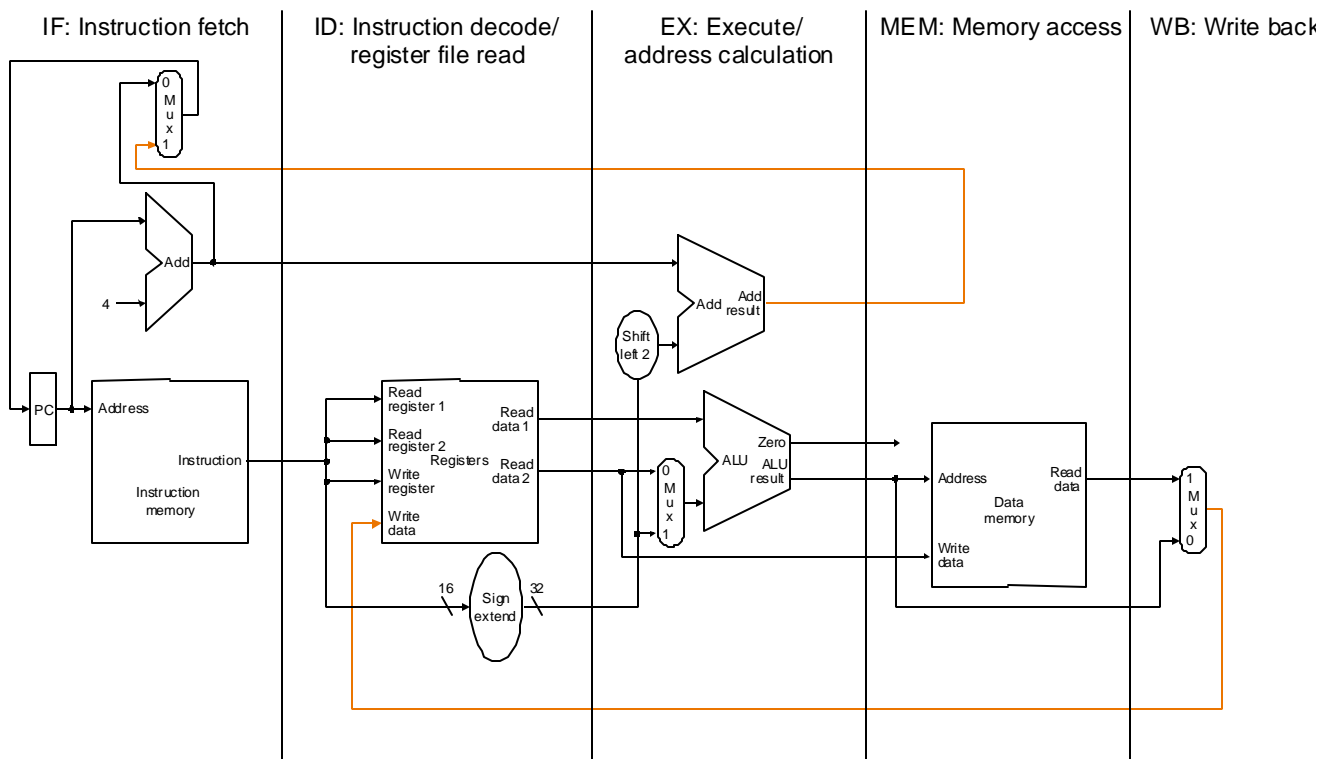 IF: Instruction fetch
ID: Instruction decode/
register file read
EX: Execute/
address calculation
MEM: Memory access
WB: Write back
0
M
u
x
1
Add
4
PC
Address
Instruction
Instruction
memory
Read
register 1
Read
register 2
Write
register
Write
data
Registers
Read
data 1
Read
data 2
16
Sign
extend
32
Shift
left 2
Add
Add
result
0
M
u
x
1
ALU
Zero
ALU
result
Address
Write
data
Data
memory
Read
data
1
M
u
x
0